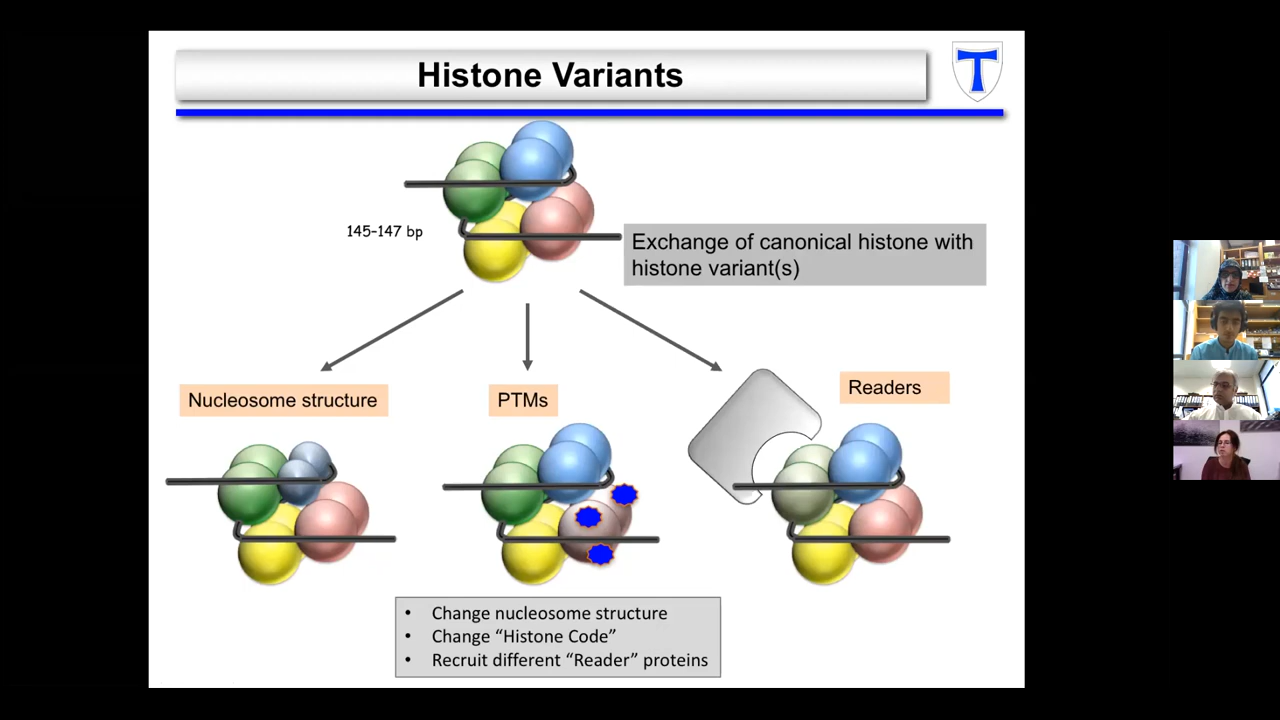 Histone Variants
T
145-147 bp
Exchange of canonical histone with
histone variant(s)
Nucleosome structure
PTMs
Readers
• Change nucleosome structure
• Change “Histone Code”
• Recruit different “Reader” proteins